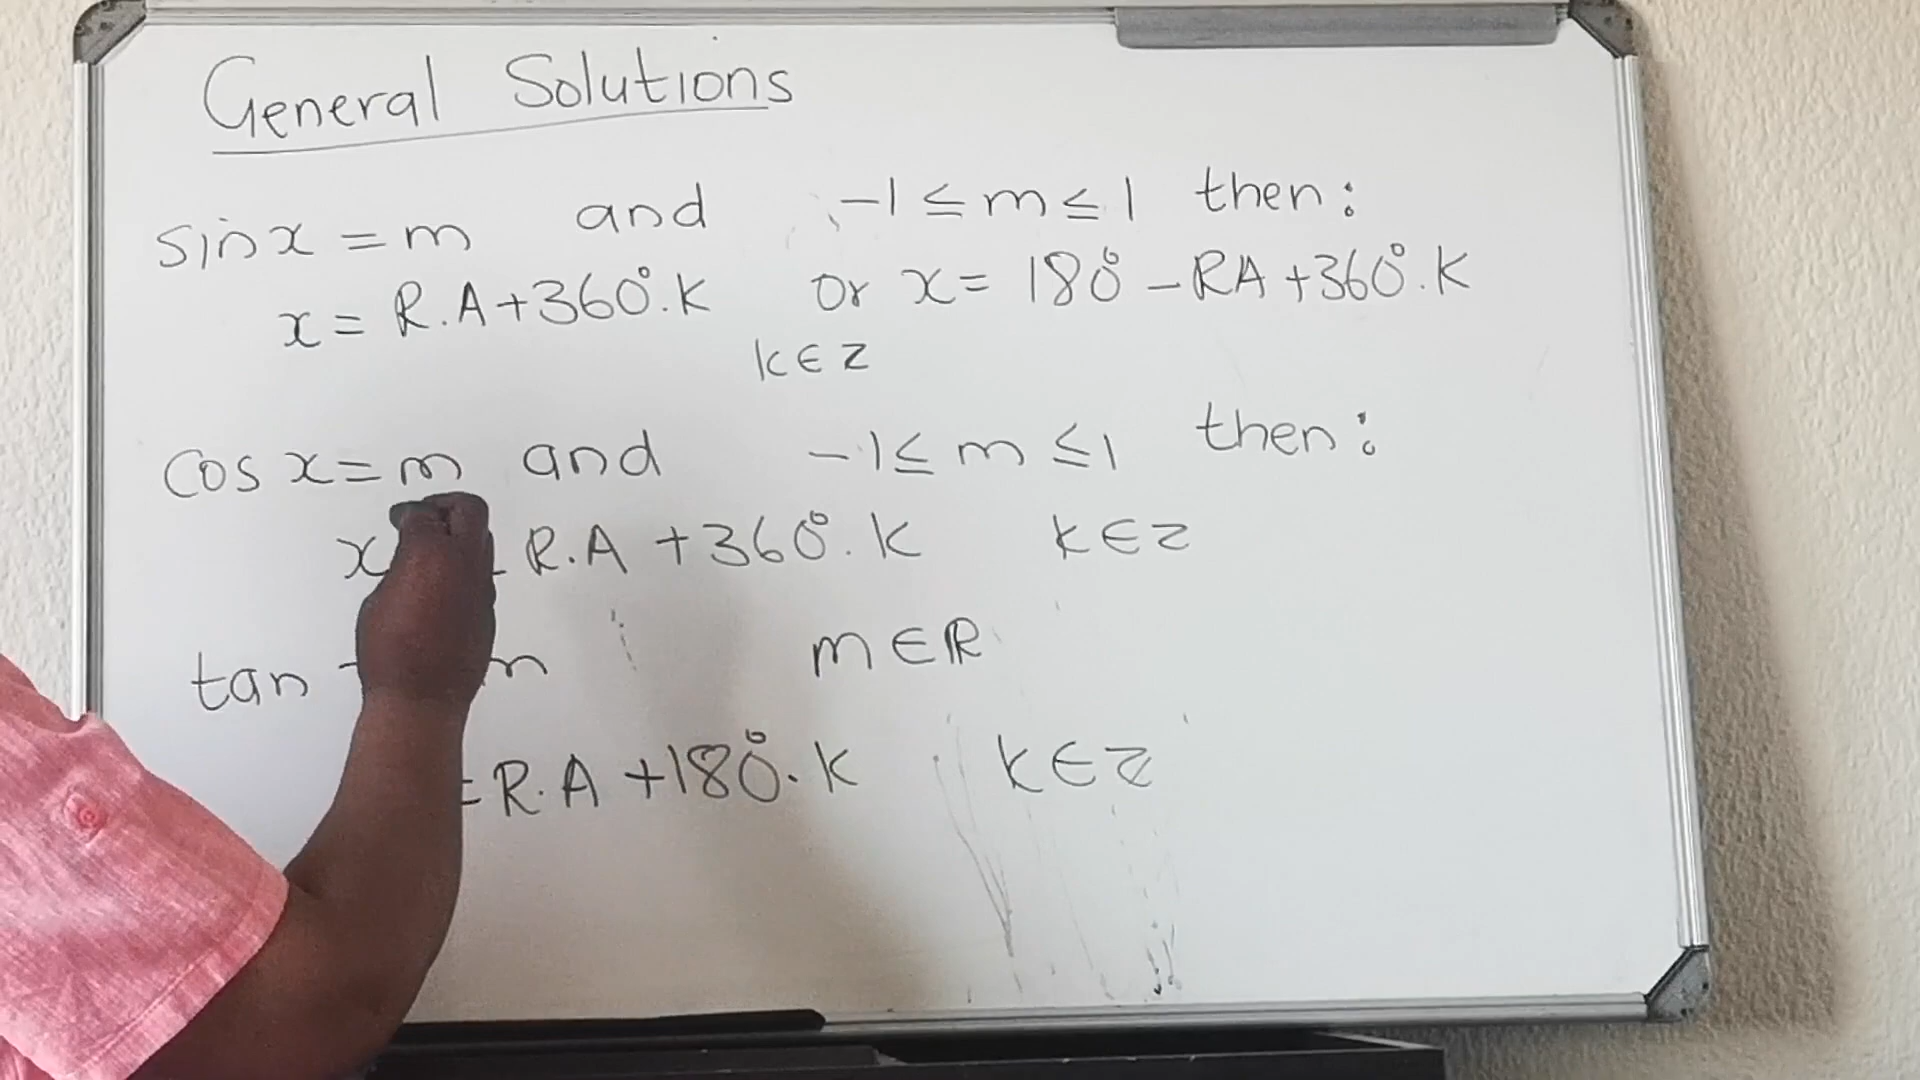 General Solutions
sin x = m and -1 ≤ m ≤ 1 then:
x = R.A + 360°. K or x = 180° - RA + 360°. K
K ∈ Z
cos x = m and -1 ≤ m ≤ 1 then:
x R.A + 360°. K K ∈ Z
tan m ∈ R
= R.A + 180°. K K ∈ Z